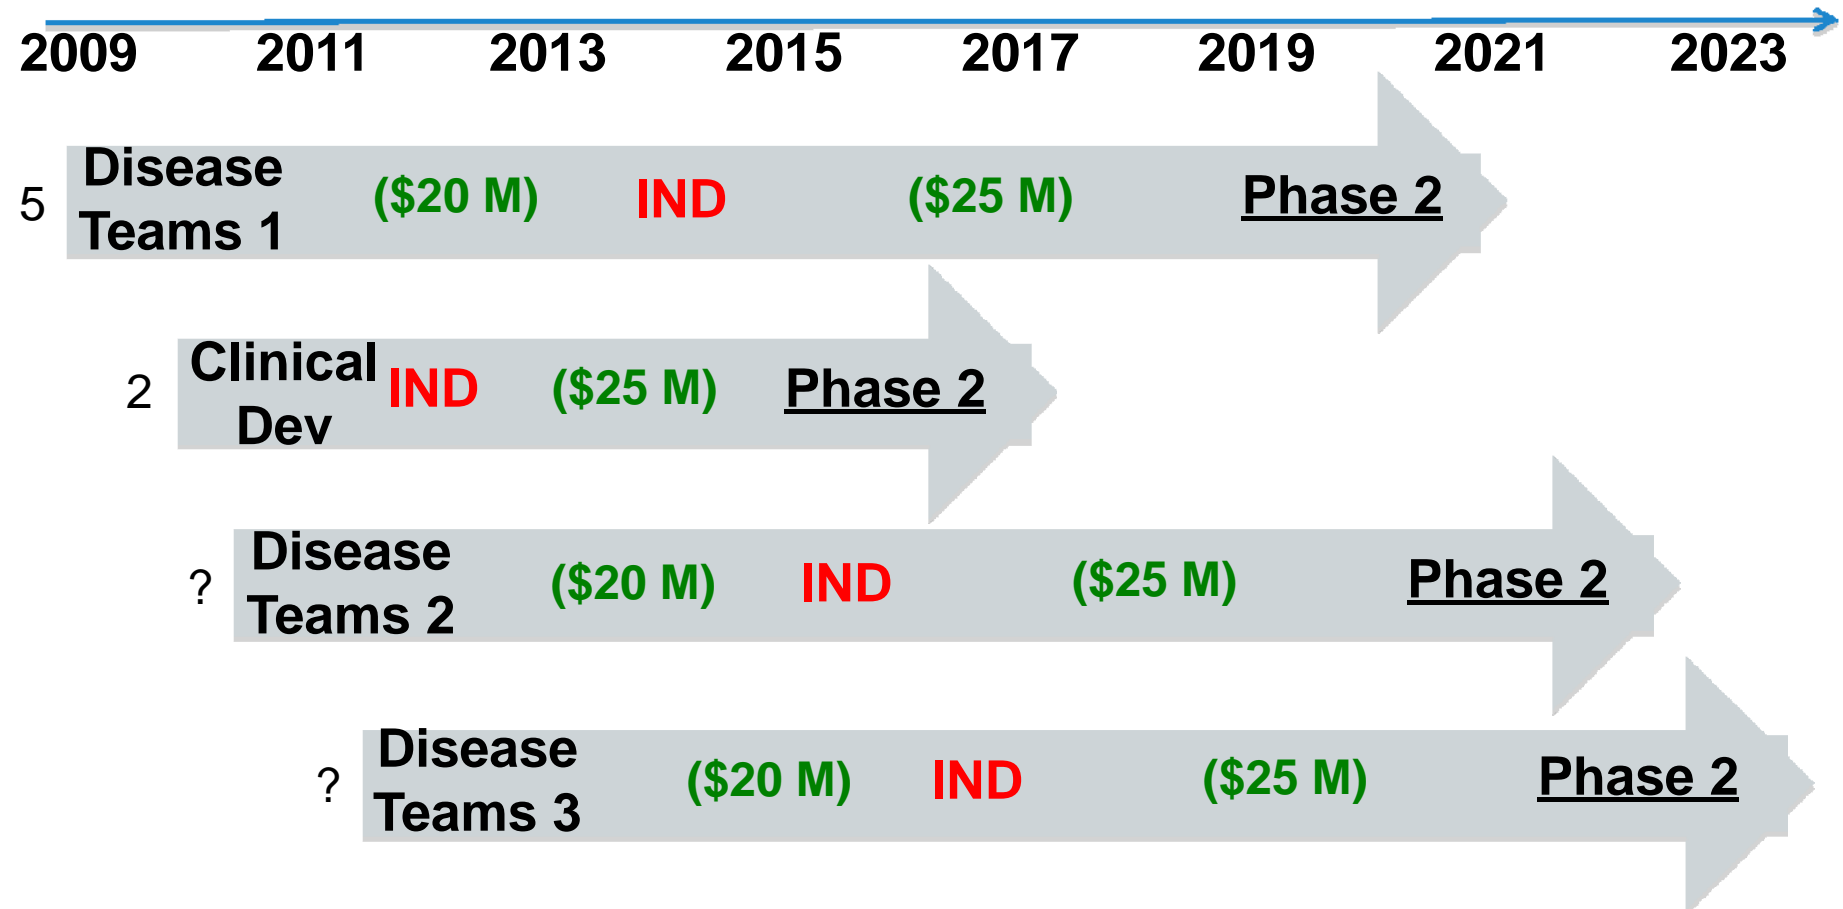 2009 2011 2013 2015 2017 2019 2021 2023
5 Disease Teams 1 ($20 M) IND ($25 M) Phase 2
2 Clinical Dev IND ($25 M) Phase 2
? Disease Teams 2 ($20 M) IND ($25 M) Phase 2
? Disease Teams 3 ($20 M) IND ($25 M) Phase 2